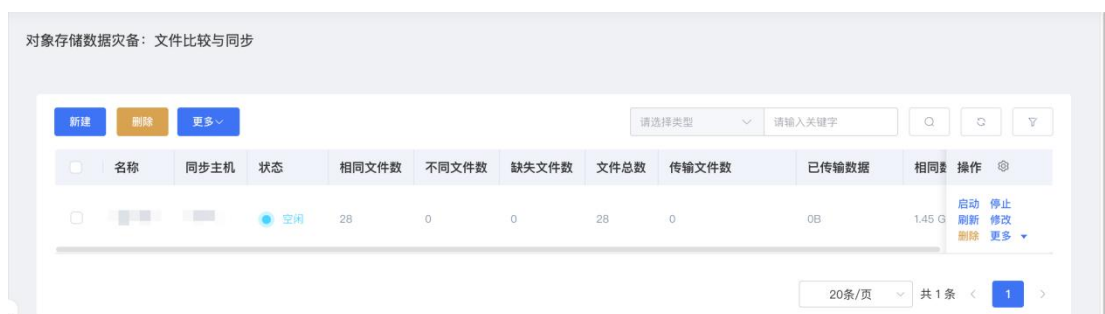 对象存储数据灾备：文件比较与同步
新建 删除 更多 请选择类型 请输入关键字
名称 同步主机 状态 相同文件数 不同文件数 缺失文件数 文件总数 传输文件数 已传输数据 相同数 操作
空闲 28 0 0 28 0 0B 1.45 G 启动 停止
刷新 修改
删除 更多
20条/页 共 1 条 1